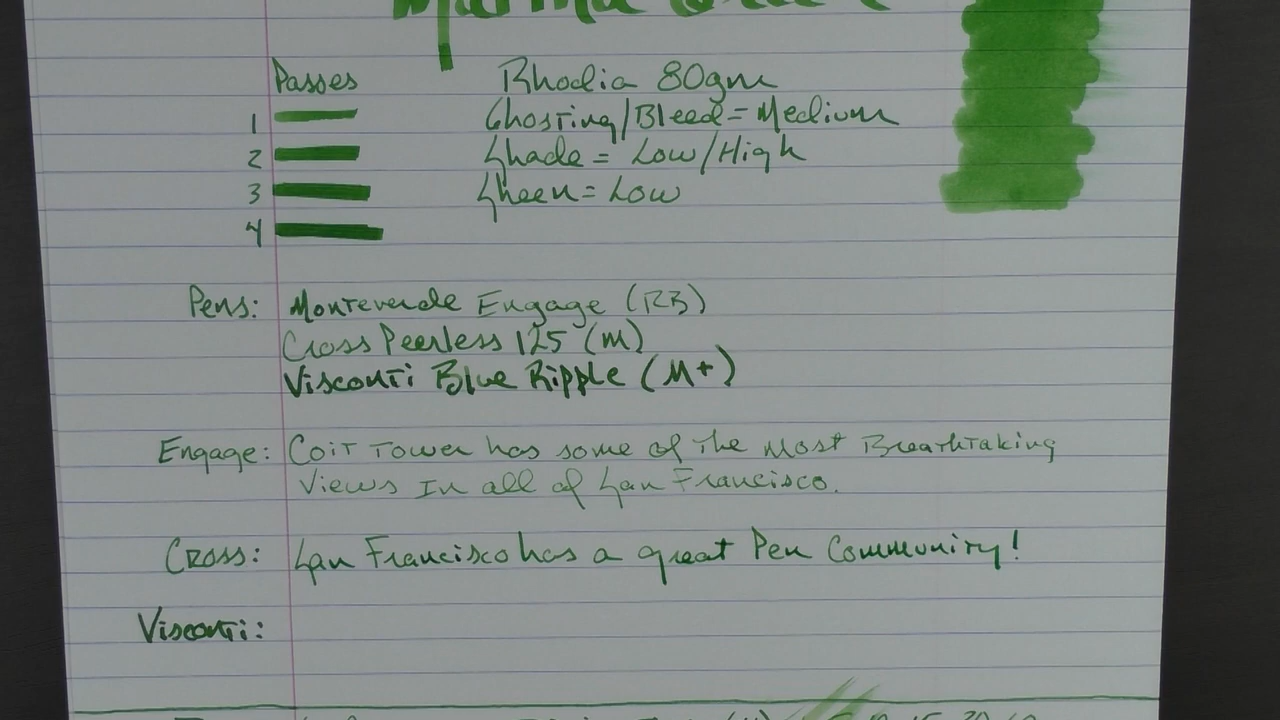 Passes
1
2
3
4
Rhodia 80gm
Ghosting/Bleed = Medium
Shade = Low/High
Sheen = Low
Pens: Monteverde Engage (RB)
Cross Peerless 125 (M)
Visconti Blue Ripple (M+)
Engage: Coit Tower has some of the most Breathtaking
Views In all of San Francisco.
Cross: San Francisco has a great Pen Community!
Visconti: